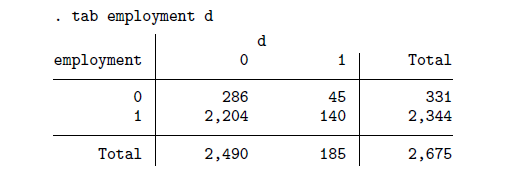 . tab employment d
d
employment 0 1 Total
0 286 45 331
1 2,204 140 2,344
Total 2,490 185 2,675